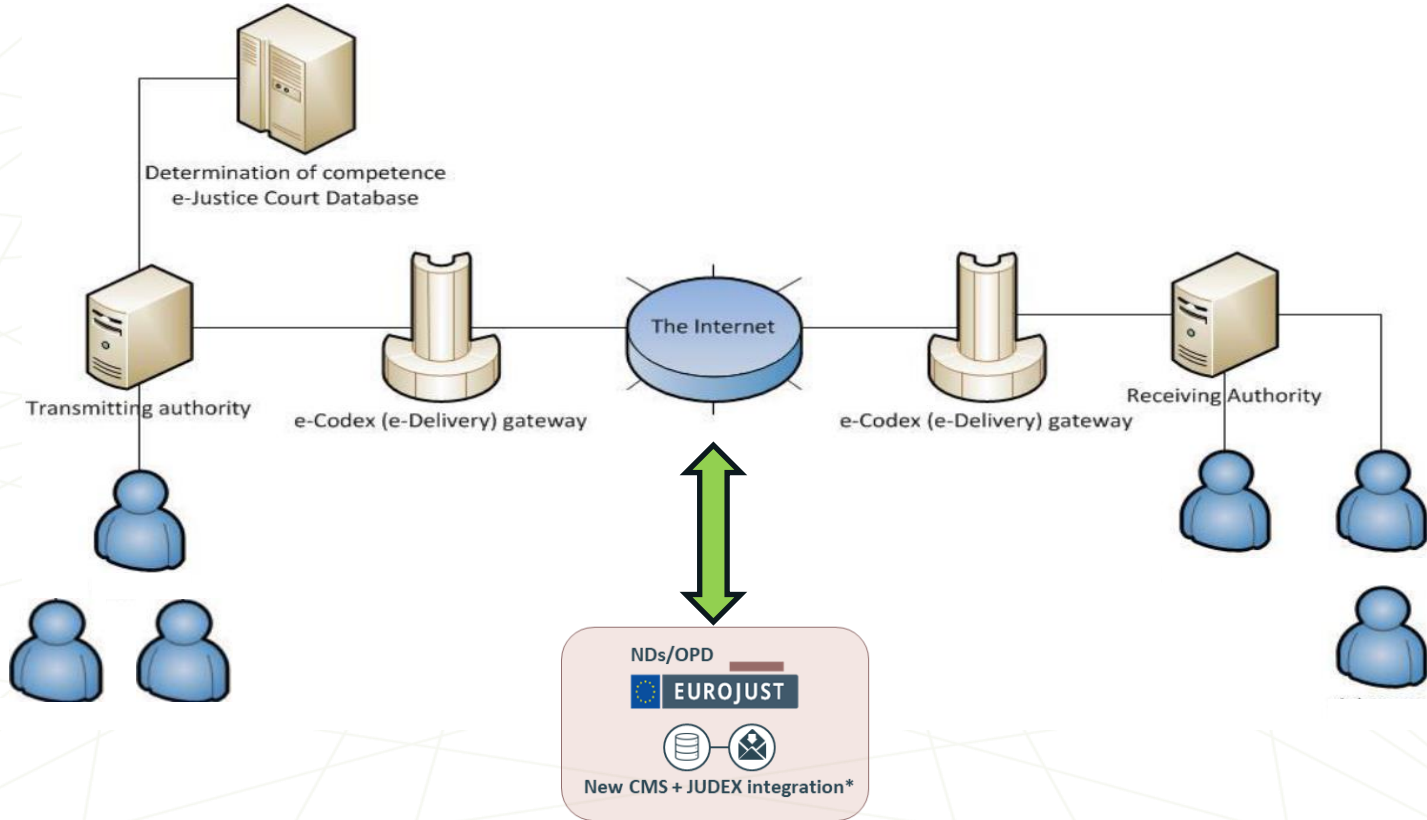 Determination of competence
e-Justice Court Database
The Internet
Transmitting authority
e-Codex (e-Delivery) gateway
e-Codex (e-Delivery) gateway
Receiving Authority
NDs/OPD
EUROJUST
New CMS + JUDEX integration*